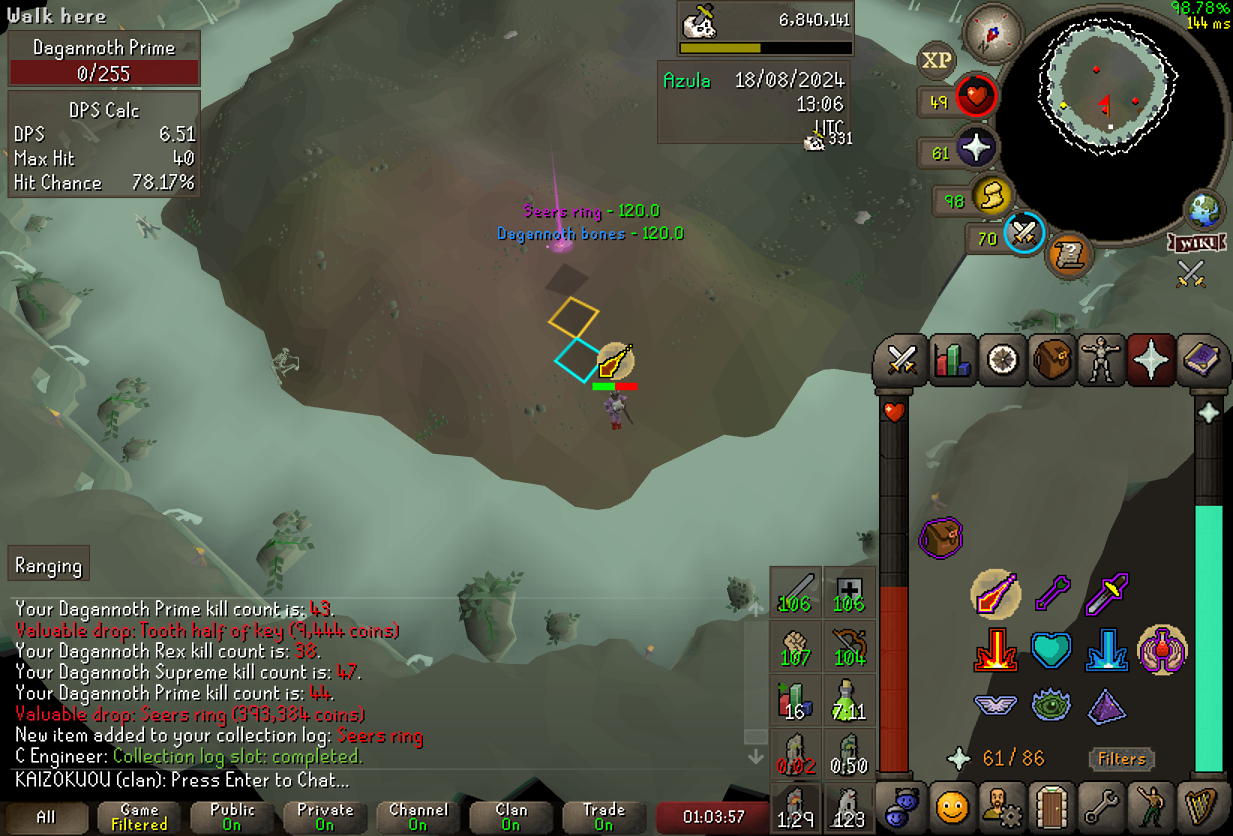 Walk here
98.78%
144 ms
Dagannoth Prime
0/255
DPS Calc
DPS 6.51
Max Hit 40
Hit Chance 78.17%
6,840,141
Azula 18/08/2024
13:06
UTC
331
XP
49
61
98
70
WIKI
Seers ring - 120.0
Dagannoth bones - 120.0
Ranging
Your Dagannoth Prime kill count is: 43.
Valuable drop: Tooth half of key (9,444 coins)
Your Dagannoth Rex kill count is: 38.
Your Dagannoth Supreme kill count is: 47.
Your Dagannoth Prime kill count is: 44.
Valuable drop: Seers ring (393,384 coins)
New item added to your collection log: Seers ring
C Engineer: Collection log slot: completed.
KAIZOKUOU (clan): Press Enter to Chat...
106 106
107 104
16 7:11
0:02 0:50
1:29 123
61 / 86
Filters
All
Game
Filtered
Public
On
Private
On
Channel
On
Clan
On
Trade
On
01:03:57